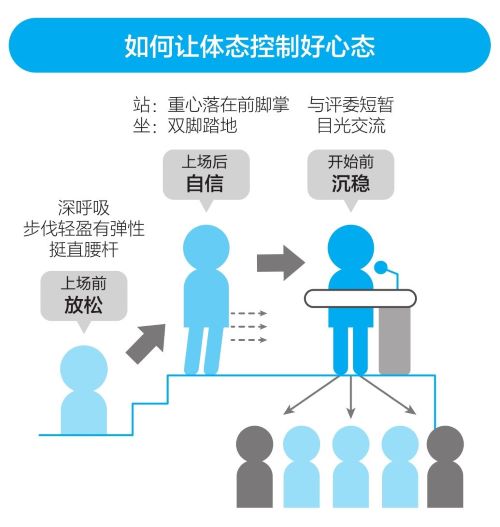 如何让体态控制好心态
站：重心落在前脚掌
坐：双脚踏地
与评委短暂
目光交流
上场后
自信
开始前
沉稳
深呼吸
步伐轻盈有弹性
挺直腰杆
上场前
放松